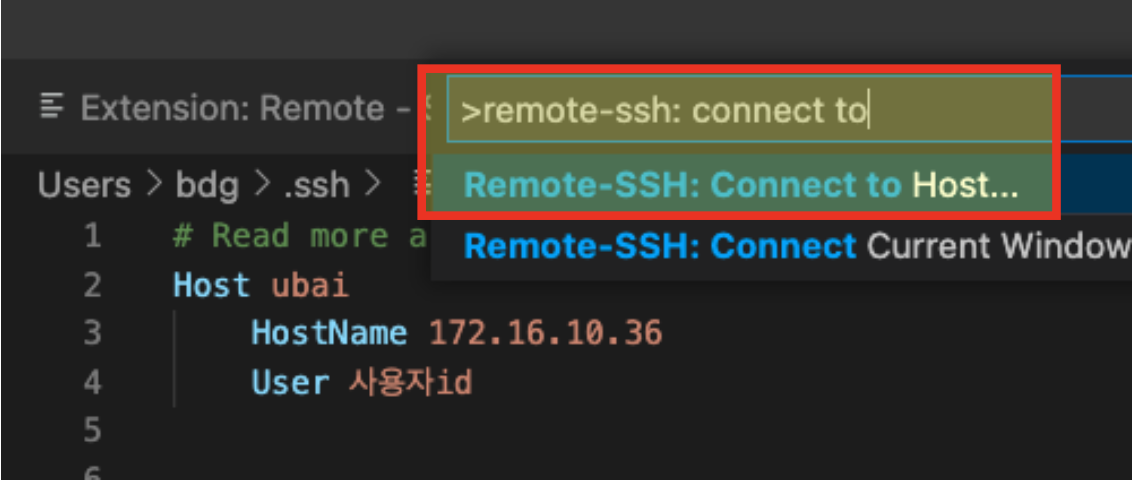 Extension: Remote -
>remote-ssh: connect to
Users > bdg > .ssh >
Remote-SSH: Connect to Host...
1 # Read more a
Remote-SSH: Connect Current Window
2 Host ubai
3 HostName 172.16.10.36
4 User 사용자id
5
6